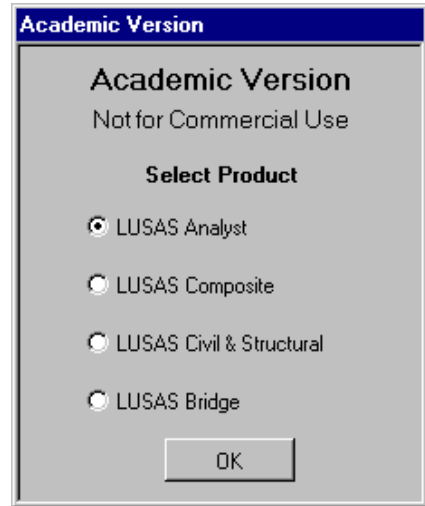 Academic Version
Academic Version
Not for Commercial Use
Select Product
LUSAS Analyst
LUSAS Composite
LUSAS Civil & Structural
LUSAS Bridge
OK